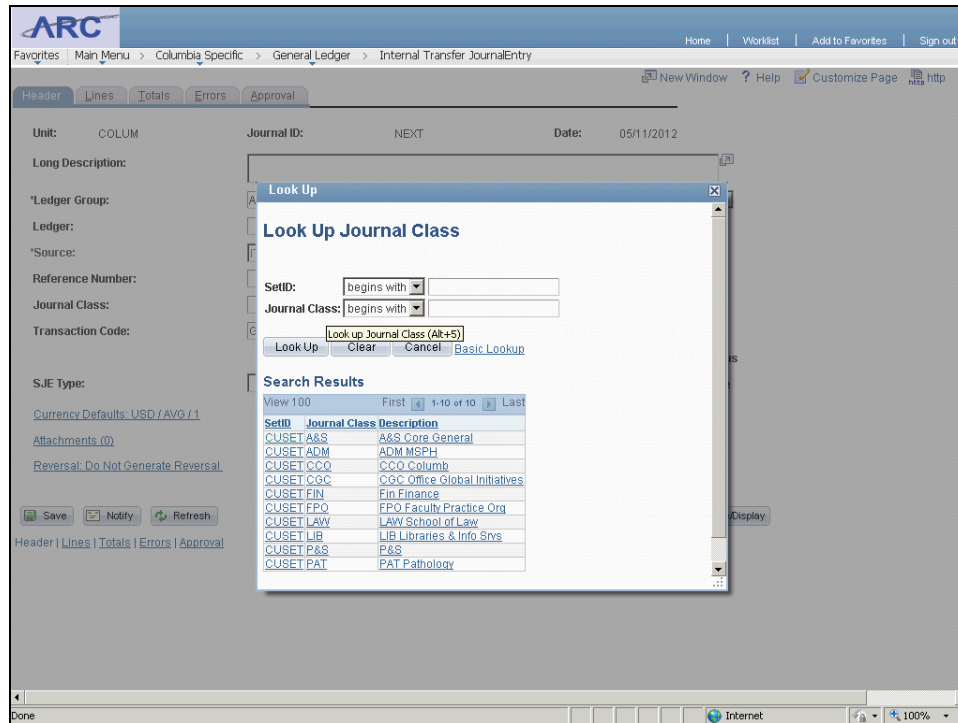 ARC
Home | Worklist | Add to Favorites | Sign out
Favorites Main Menu > Columbia Specific > General Ledger > Internal Transfer JournalEntry
New Window ? Help Customize Page http
Header Lines Totals Errors Approval
Unit: COLUM Journal ID: NEXT Date: 05/11/2012
Long Description:
*Ledger Group:
Ledger:
*Source:
Reference Number:
Journal Class:
Transaction Code:
SJE Type:
Currency Defaults: USD / AVG / 1
Attachments (0)
Reversal: Do Not Generate Reversal
Save Notify Refresh
/Display
Header | Lines | Totals | Errors | Approval
Look Up
Look Up Journal Class
SetID: begins with
Journal Class: begins with
Look up Journal Class (Alt+5)
Look Up Clear Cancel Basic Lookup
Search Results
View 100 First 1-10 of 10 Last
SetID Journal Class Description
CUSET A&S A&S Core General
CUSET ADM ADM MSPH
CUSET CCO CCO Columb
CUSET CGC CGC Office Global Initiatives
CUSET FIN Fin Finance
CUSET FPO FPO Faculty Practice Org
CUSET LAW LAW School of Law
CUSET LIB LIB Libraries & Info Srvs
CUSET P&S P&S
CUSET PAT PAT Pathology
Done Internet 100%